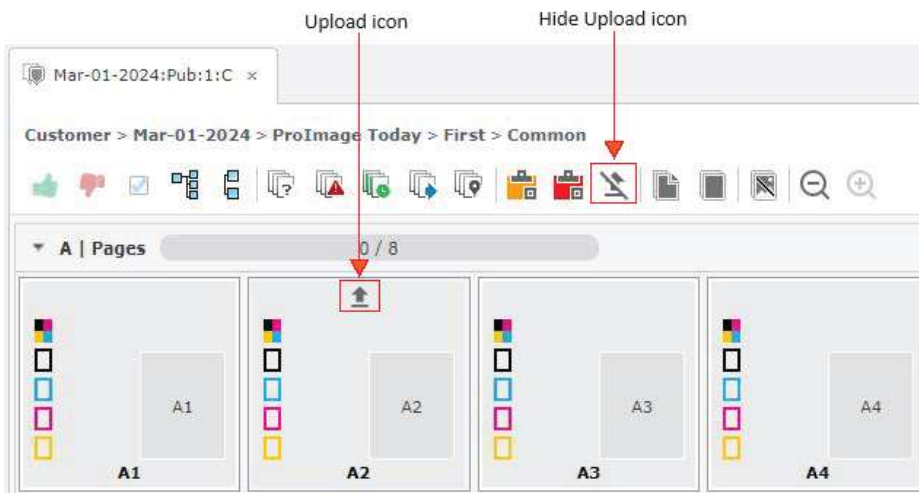 Upload icon
Hide Upload icon
Mar-01-2024:Pub:1:C ×
Customer > Mar-01-2024 > ProImage Today > First > Common
A | Pages
0 / 8
A1
A2
A3
A4
A1
A2
A3
A4